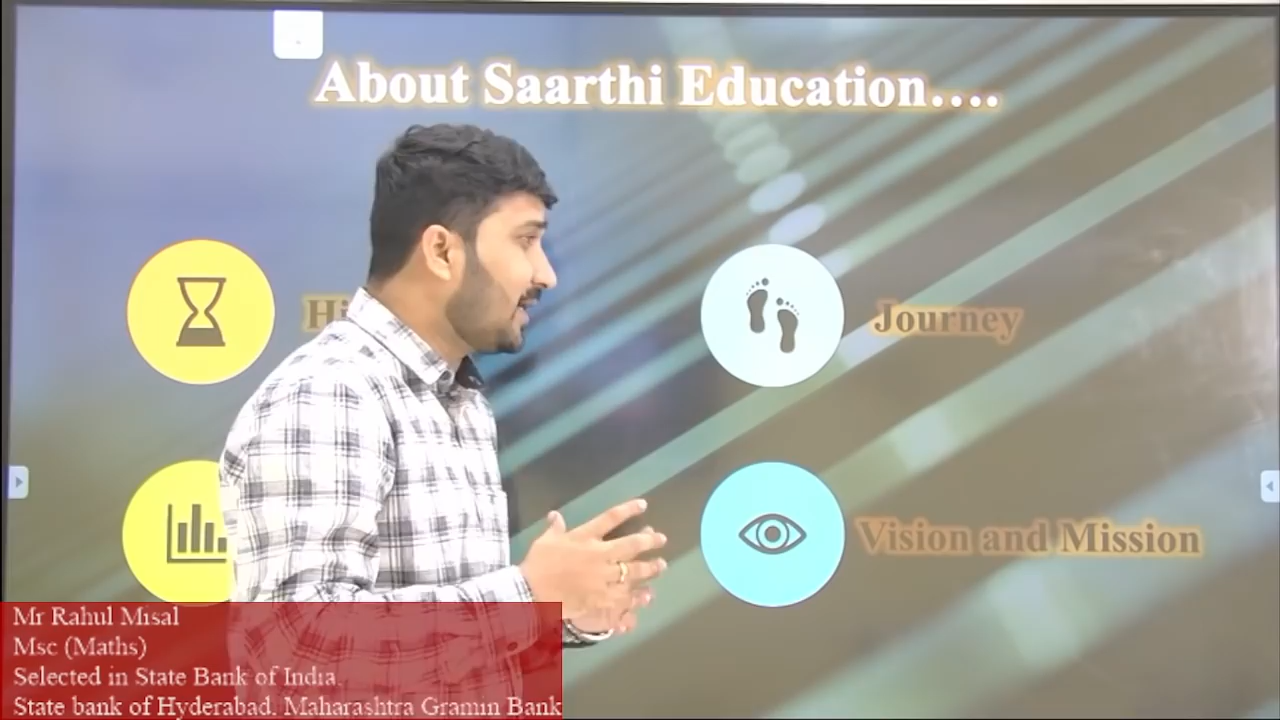 About Saarthi Education....
Journey
Vision and Mission
Mr Rahul Misal
Msc (Maths)
Selected in State Bank of India,
State bank of Hyderabad. Maharashtra Gramin Bank